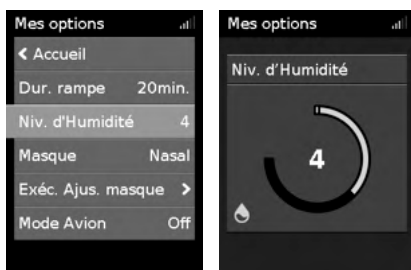 Mes options
< Accueil
Dur. rampe 20min.
Niv. d'Humidité 4
Masque Nasal
Exéc. Ajus. masque >
Mode Avion Off
Mes options
Niv. d'Humidité
4